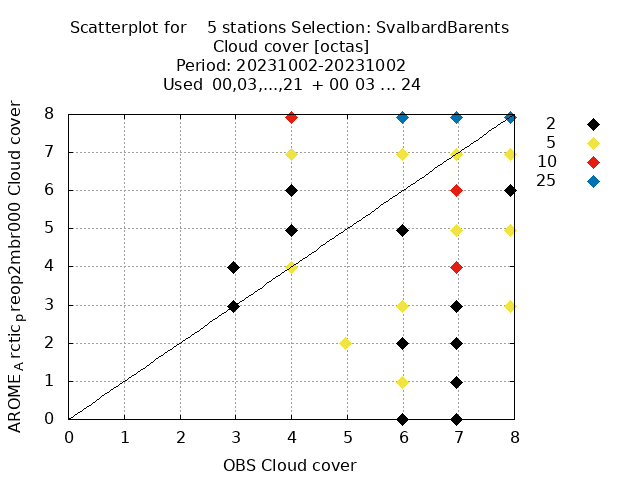 Scatterplot for 5 stations Selection: SvalbardBarents
Cloud cover [octas]
Period: 20231002-20231002
Used 00,03,...,21 + 00 03 ... 24
AROME_Arctic_preop2mbr000 Cloud cover
8
7
6
5
4
3
2
1
0
0 1 2 3 4 5 6 7 8
OBS Cloud cover
2
5
10
25